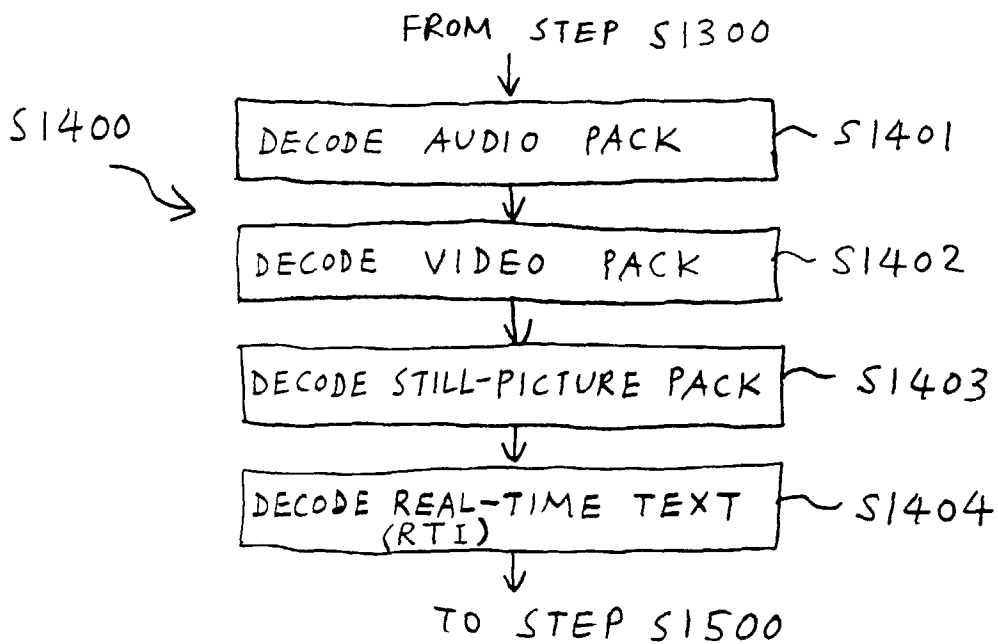 FROM STEP S1300
S1400
DECODE AUDIO PACK
S1401
DECODE VIDEO PACK
S1402
DECODE STILL-PICTURE PACK
S1403
DECODE REAL-TIME TEXT
(RTI)
S1404
TO STEP S1500